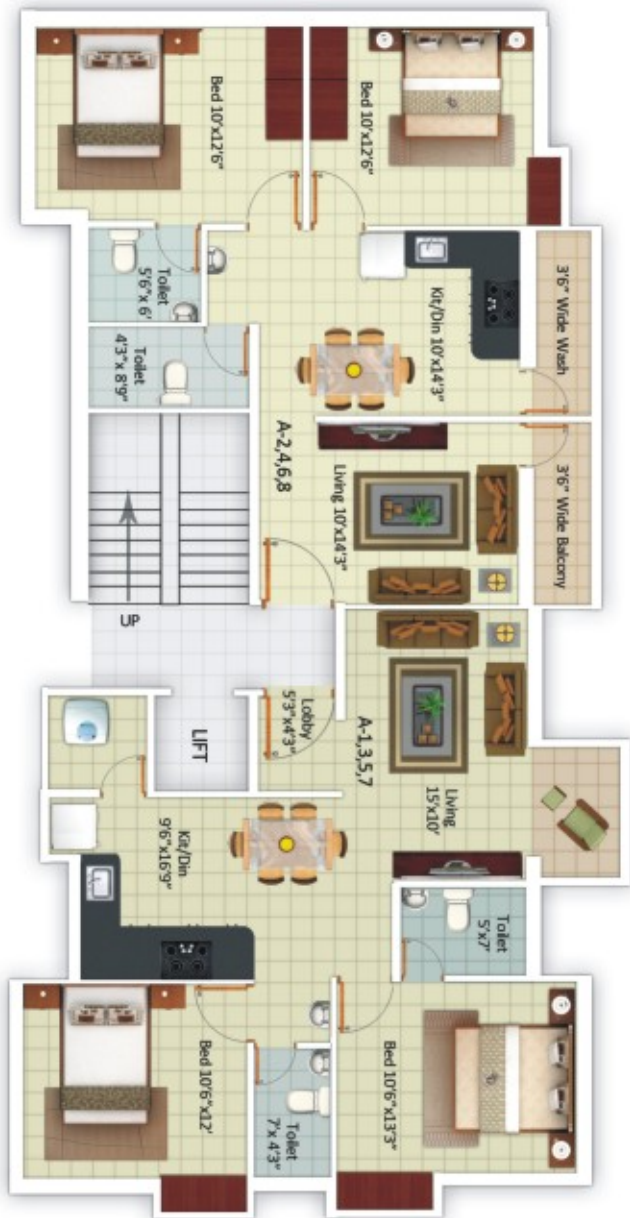 Bed 10'x12'6"
Bed 10'x12'6"
Toilet
5'6"x 6'
Kit/Din 10'x14'3"
3'6" Wide Wash
Toilet
4'3"x 8'9"
A-2,4,6,8
Living 10'x14'3"
3'6" Wide Balcony
UP
LIFT
Lobby
5'3"x4'3"
A-1,3,5,7
Living
15'x10'
Kit/Din
9'6"x16'9"
Toilet
5'x7'
Bed 10'6"x12'
Toilet
7'x 4'3"
Bed 10'6"x13'3"